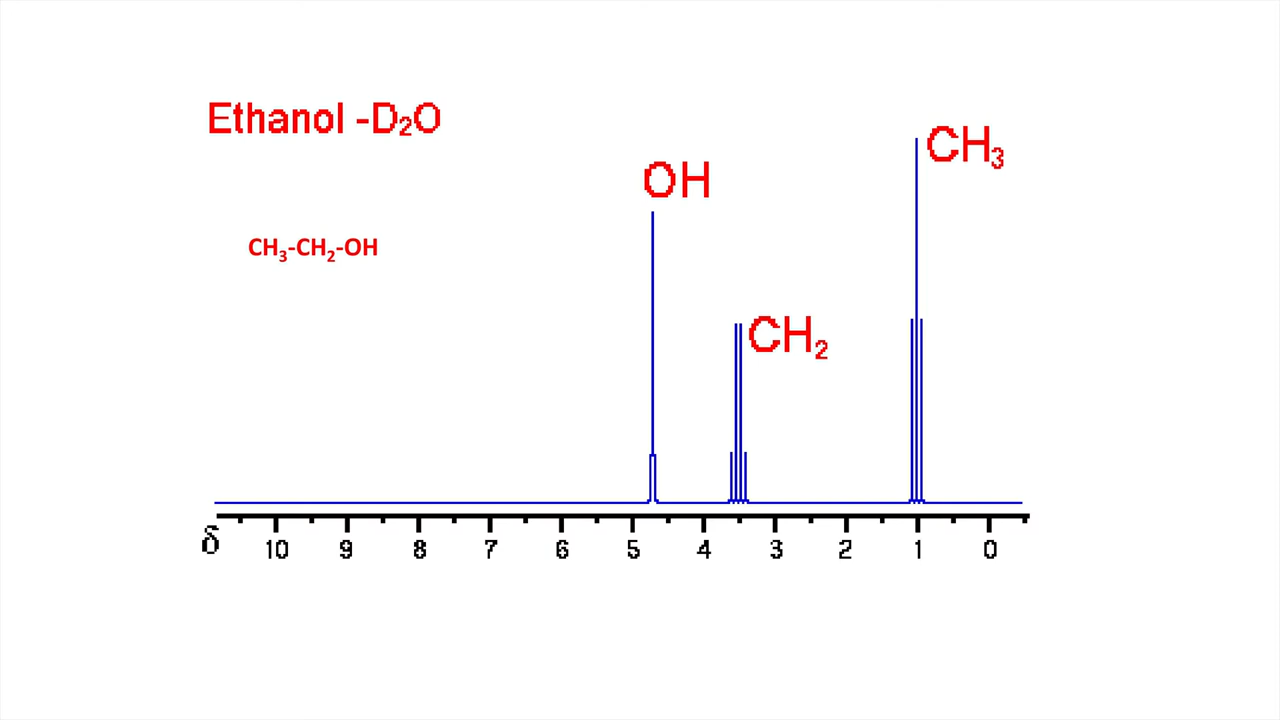 Ethanol -D₂O
CH₃
OH
CH₃-CH₂-OH
CH₂
δ 10 9 8 7 6 5 4 3 2 1 0